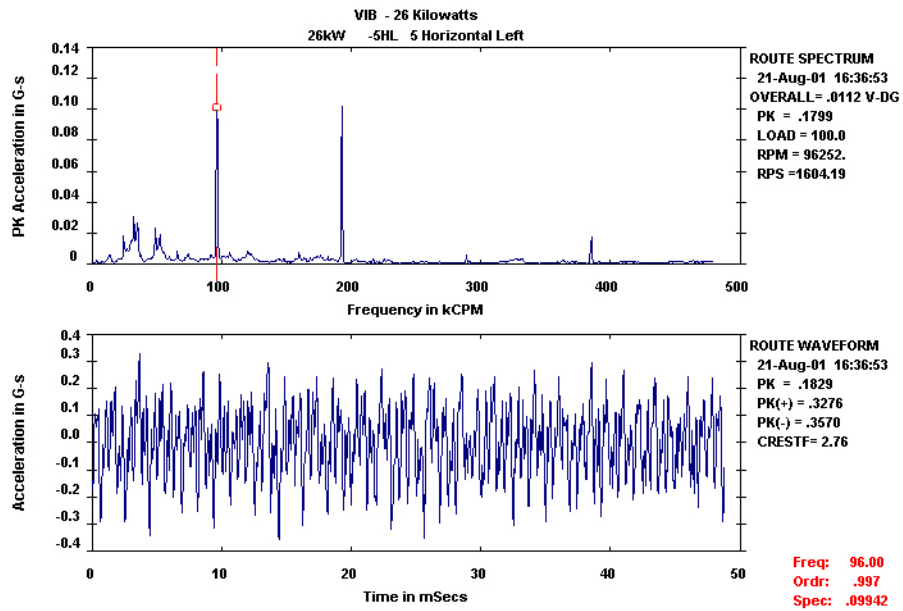 VIB - 26 Kilowatts
26kW -5HL 5 Horizontal Left
PK Acceleration in G-s
0.14
0.12
0.10
0.08
0.06
0.04
0.02
0
0 100 200 300 400 500
Frequency in kCPM
ROUTE SPECTRUM
21-Aug-01 16:36:53
OVERALL= .0112 V-DG
PK = .1799
LOAD = 100.0
RPM = 96252.
RPS =1604.19
Acceleration in G-s
0.4
0.3
0.2
0.1
0.0
-0.1
-0.2
-0.3
-0.4
0 10 20 30 40 50
Time in mSecs
ROUTE WAVEFORM
21-Aug-01 16:36:53
PK = .1829
PK(+) = .3276
PK(-) = .3570
CRESTF= 2.76
Freq: 96.00
Ordr: .997
Spec: .09942